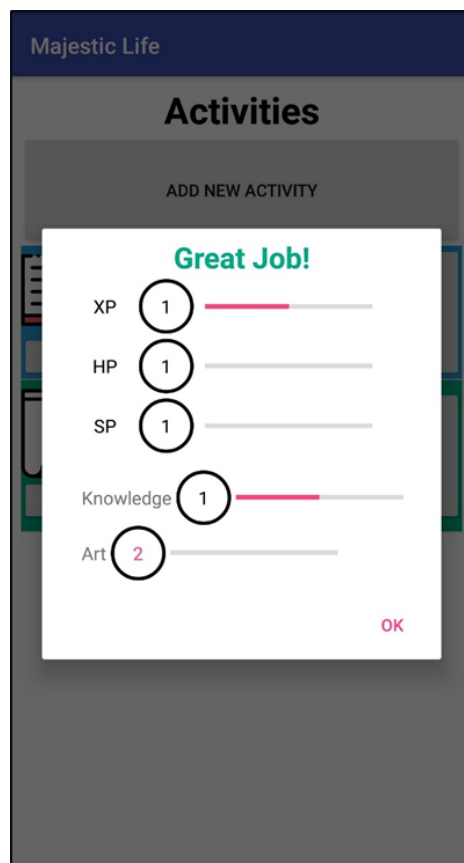 Majestic Life
Activities
ADD NEW ACTIVITY
Great Job!
XP 1
HP 1
SP 1
Knowledge 1
Art 2
OK